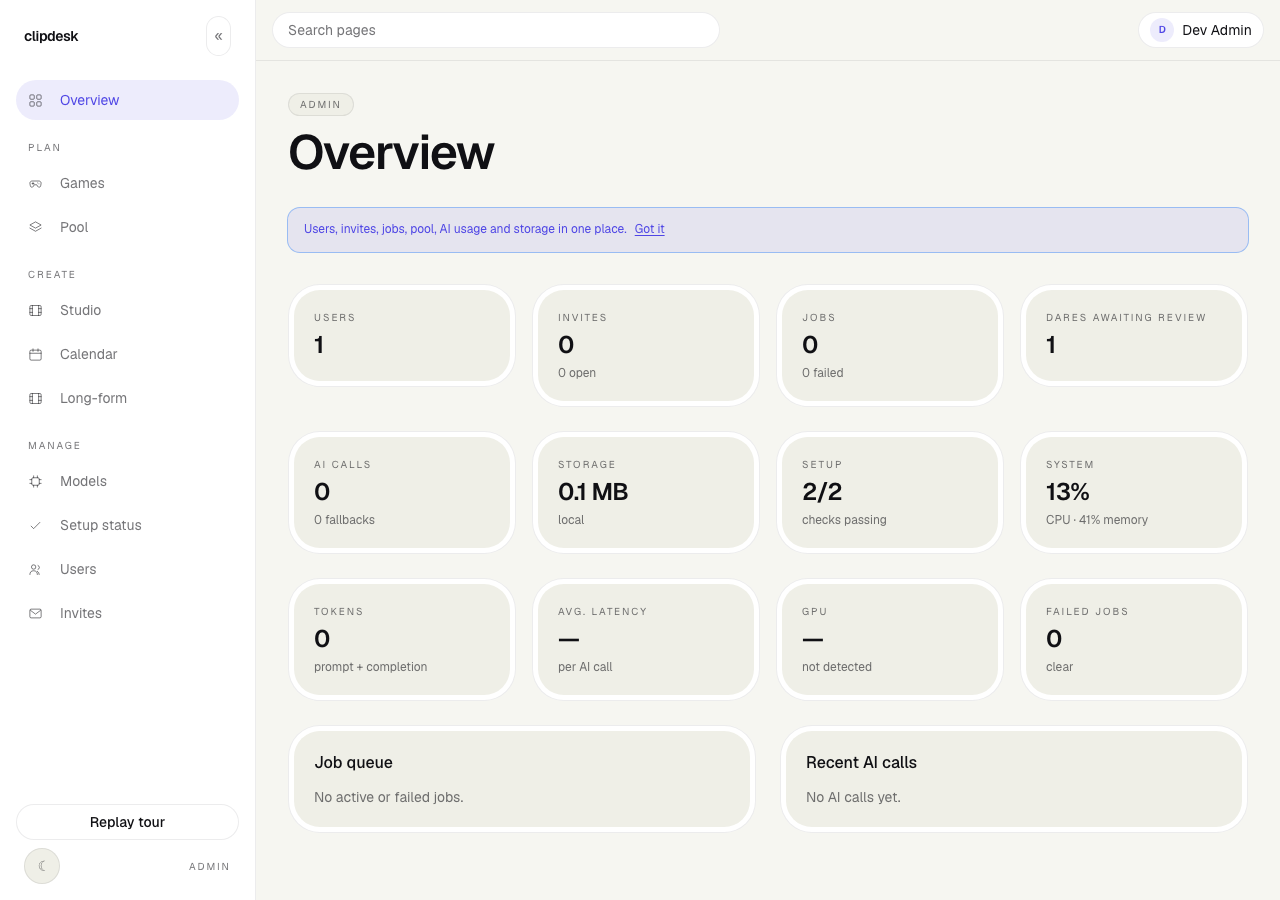 clipdesk
«
Overview
PLAN
Games
Pool
CREATE
Studio
Calendar
Long-form
MANAGE
Models
Setup status
Users
Invites
Replay tour
ADMIN
Search pages
D
Dev Admin
ADMIN
Overview
Users, invites, jobs, pool, AI usage and storage in one place. Got it
USERS
1
INVITES
0
0 open
JOBS
0
0 failed
DARES AWAITING REVIEW
1
AI CALLS
0
0 fallbacks
STORAGE
0.1 MB
local
SETUP
2/2
checks passing
SYSTEM
13%
CPU · 41% memory
TOKENS
0
prompt + completion
AVG. LATENCY
—
per AI call
GPU
—
not detected
FAILED JOBS
0
clear
Job queue
No active or failed jobs.
Recent AI calls
No AI calls yet.